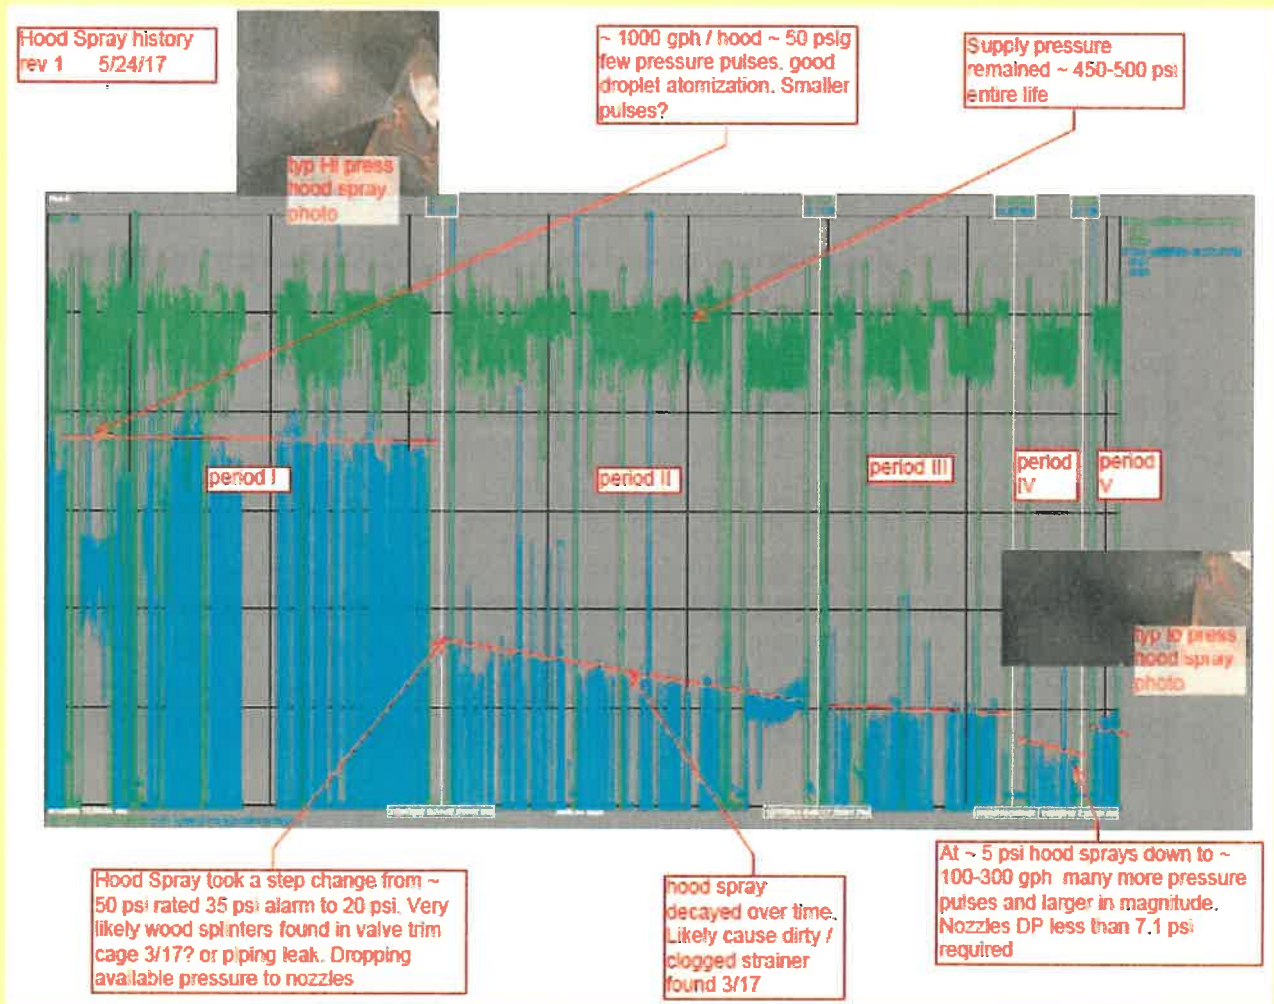 Hood Spray history
rev 1 5/24/17
~ 1000 gph / hood ~ 50 psig
few pressure pulses. good
droplet atomization. Smaller
pulses?
Supply pressure
remained ~ 450-500 psi
entire life
typ Hi press
hood spray
photo
period I
period II
period III
period
IV
period
V
typ lo press
hood spray
photo
Hood Spray took a step change from ~
50 psi rated 35 psi alarm to 20 psi. Very
likely wood splinters found in valve trim
cage 3/17? or piping leak. Dropping
available pressure to nozzles
hood spray
decayed over time.
Likely cause dirty /
clogged strainer
found 3/17
At ~ 5 psi hood sprays down to ~
100-300 gph many more pressure
pulses and larger in magnitude.
Nozzles DP less than 7.1 psi
required